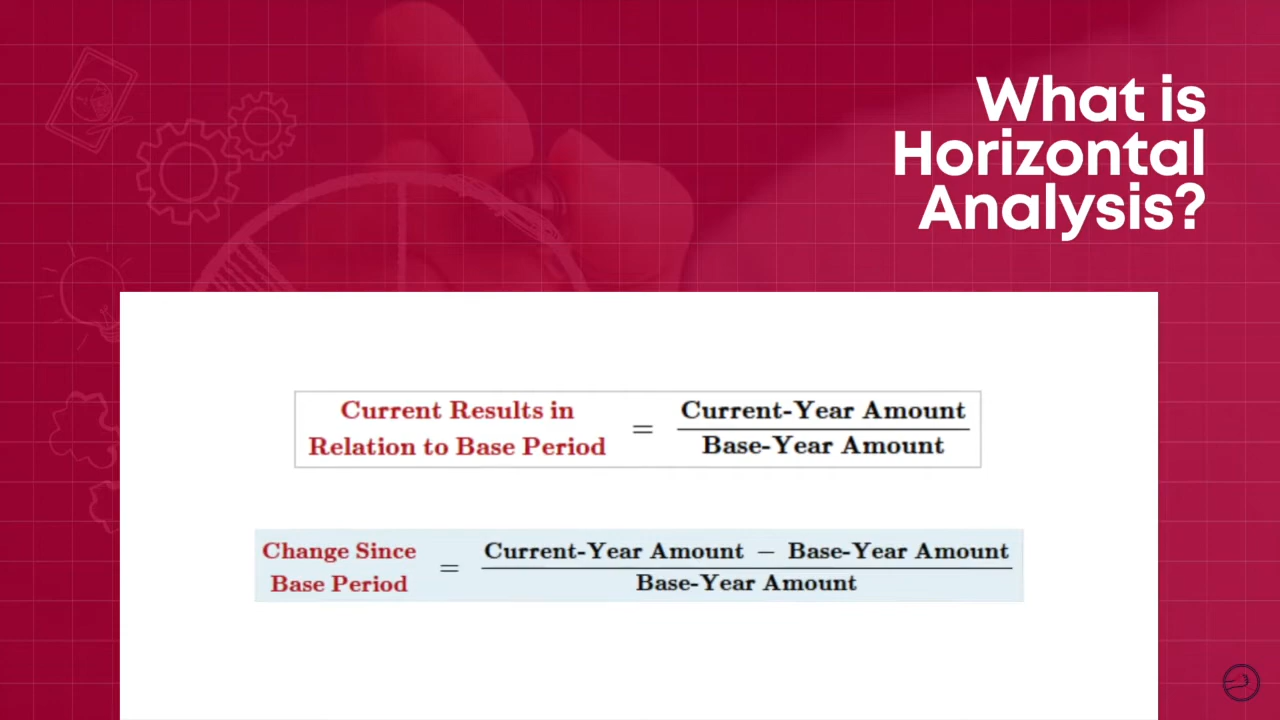 What is
Horizontal
Analysis?
Current Results in
Relation to Base Period
=
Current-Year Amount
Base-Year Amount
Change Since
Base Period
=
Current-Year Amount − Base-Year Amount
Base-Year Amount